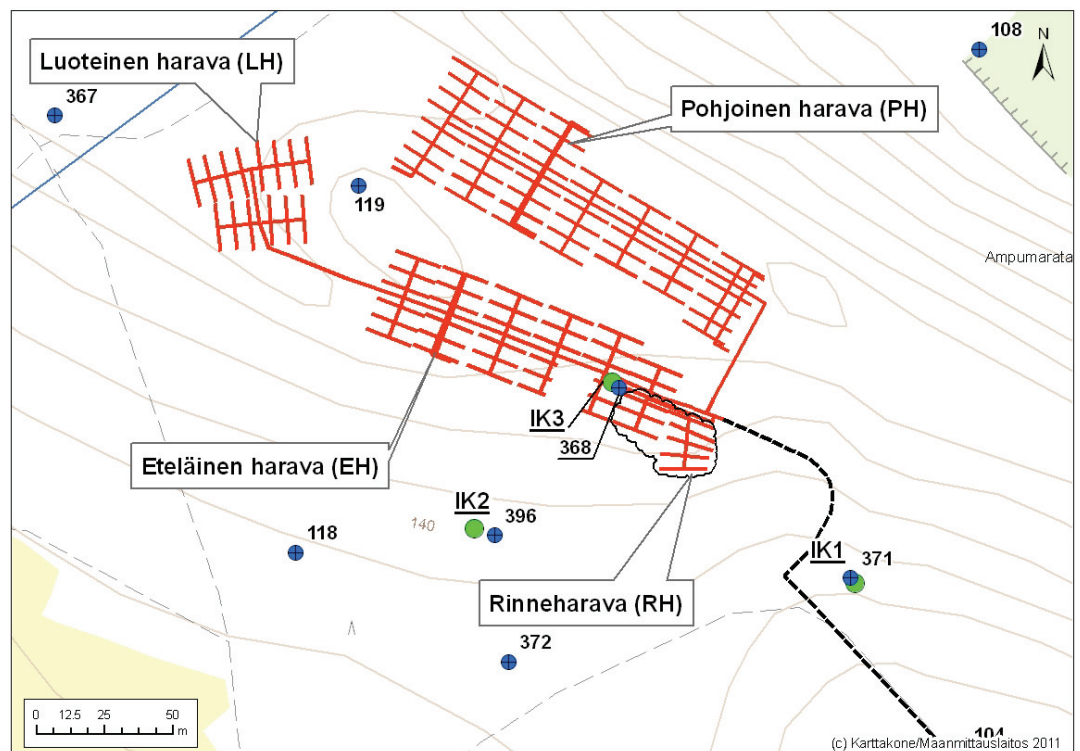 108
N
Luoteinen harava (LH)
367
Pohjoinen harava (PH)
119
Ampumarata
IK3
368
Eteläinen harava (EH)
IK2
140
396
118
IK1
371
Rinneharava (RH)
372
0 12.5 25 50
m
104
(c) Karttakone/Maanmittauslaitos 2011